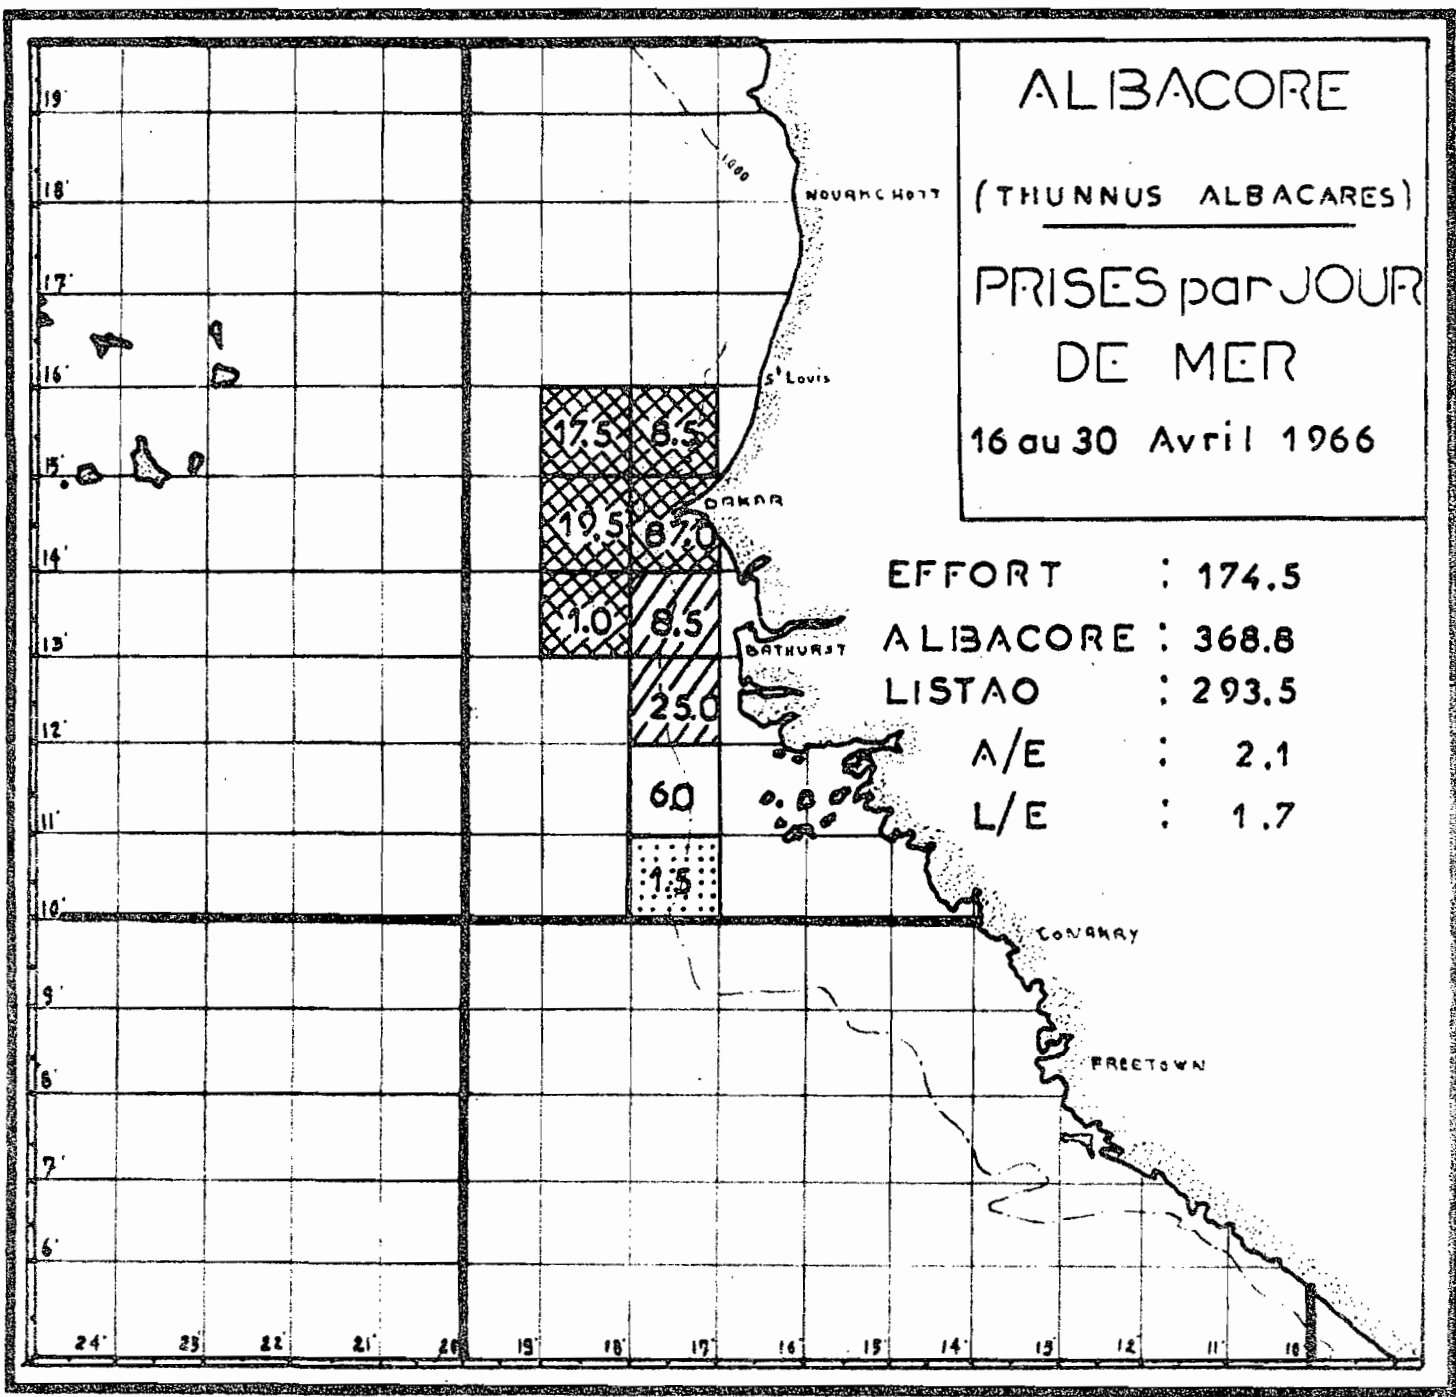 ALBACORE
(THUNNUS ALBACARES)
PRISES par JOUR
DE MER
16 au 30 Avril 1966
EFFORT : 174.5
ALBACORE : 368.8
LISTAO : 293.5
A/E : 2.1
L/E : 1.7
19°
18°
17°
16°
15°
14°
13°
12°
11°
10°
9°
8°
7°
6°
1000
NOUAKCHOTT
St Louis
17.5 8.5
DAKAR
19.5 87.0
1.0 8.5
BATHURST
25.0
6.0
1.5
CONAKRY
FREETOWN
24° 23° 22° 21° 20 19° 18° 17° 16° 15° 14° 13° 12° 11° 10